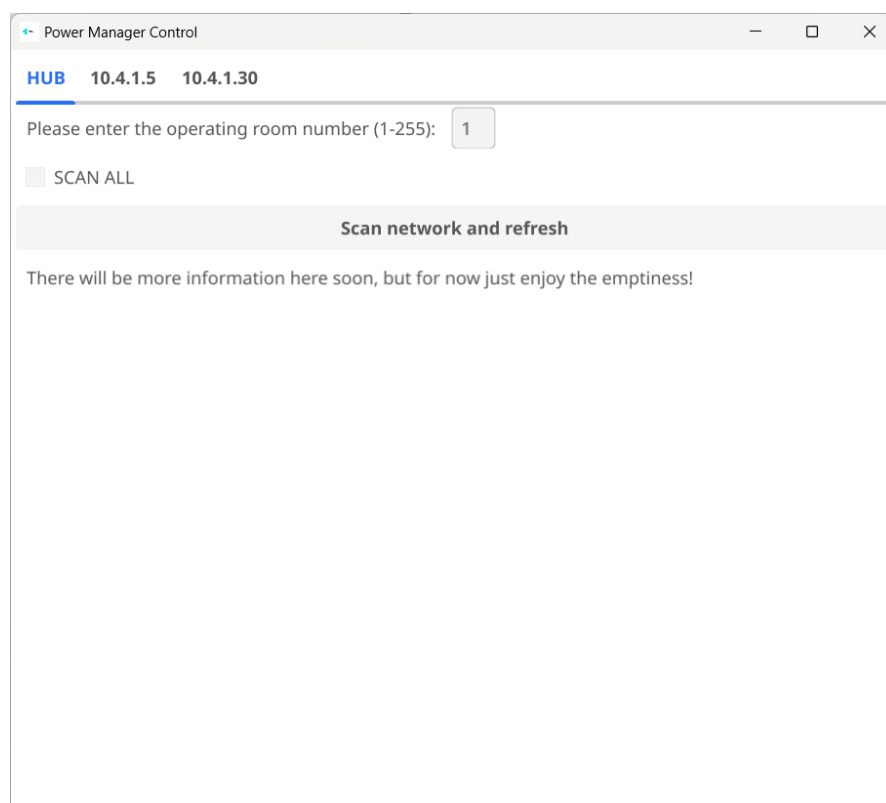 Power Manager Control
HUB 10.4.1.5 10.4.1.30
Please enter the operating room number (1-255): 1
SCAN ALL
Scan network and refresh
There will be more information here soon, but for now just enjoy the emptiness!